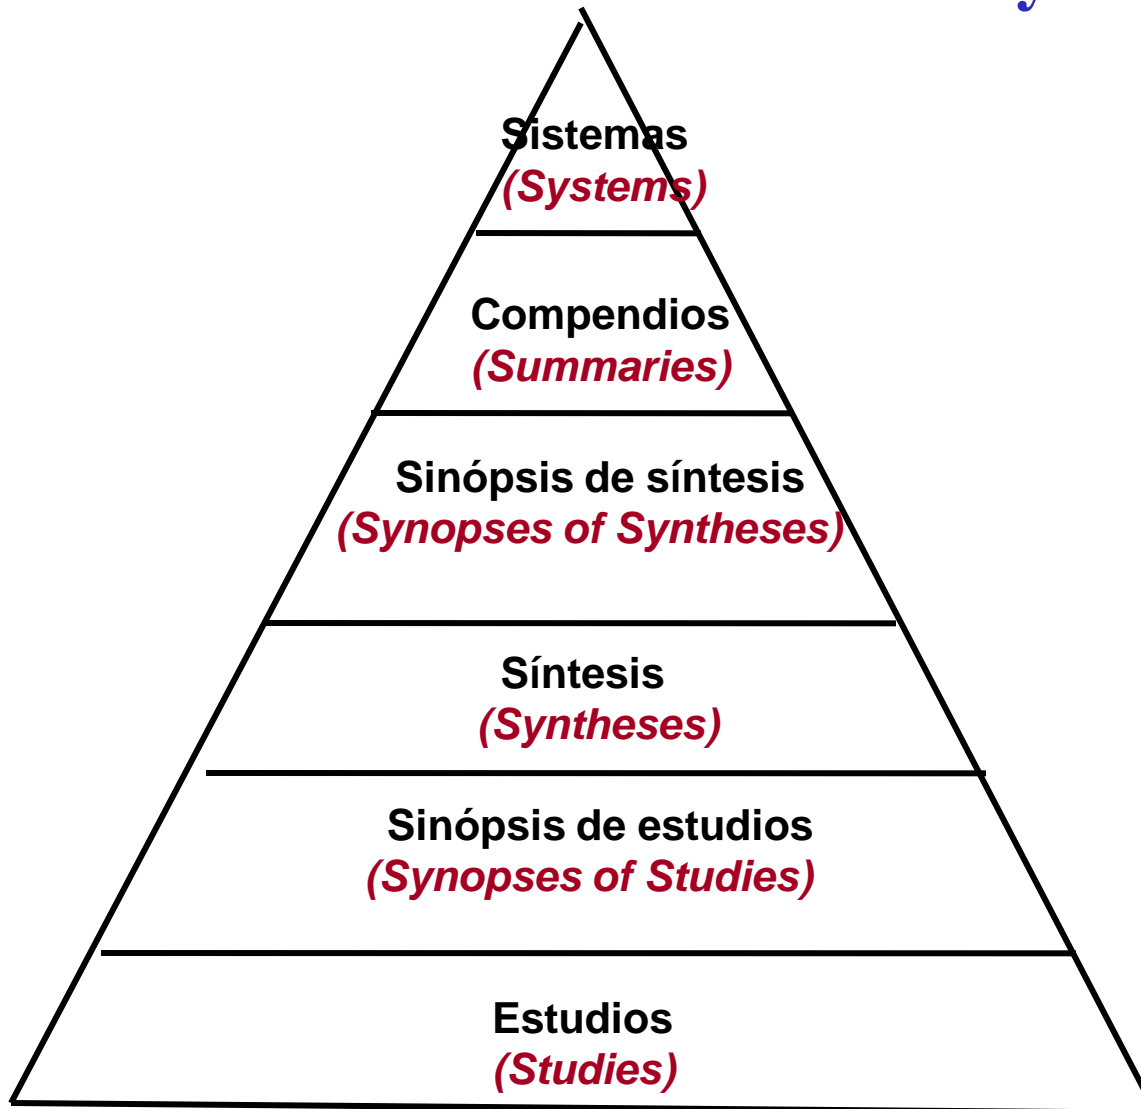 Sistemas
(Systems)
Compendios
(Summaries)
Sinópsis de síntesis
(Synopses of Syntheses)
Síntesis
(Syntheses)
Sinópsis de estudios
(Synopses of Studies)
Estudios
(Studies)